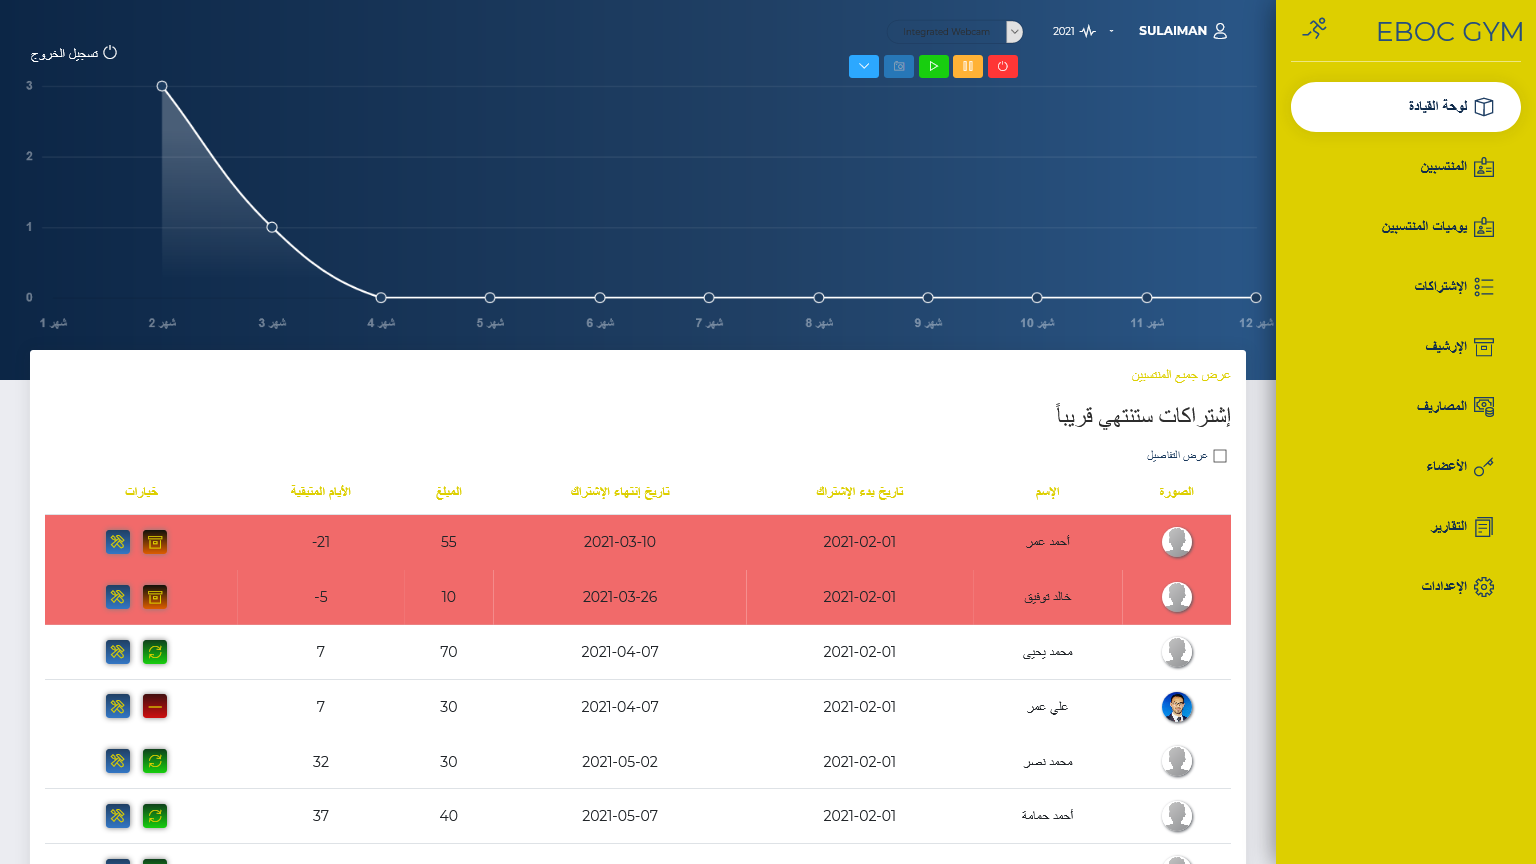 EBOC GYM
لوحة القيادة
المنتسبين
يوميات المنتسبين
الإشتراكات
الإرشيف
المصاريف
الأعضاء
التقارير
الإعدادات
SULAIMAN
2021
Integrated Webcam
تسجيل الخروج
3
2
1
0
شهر 1 شهر 2 شهر 3 شهر 4 شهر 5 شهر 6 شهر 7 شهر 8 شهر 9 شهر 10 شهر 11 شهر 12
عرض جميع المنتسبين
إشتراكات ستنتهي قريباً
عرض التفاصيل
الصورة الإسم تاريخ بدء الإشتراك تاريخ إنتهاء الإشتراك المبلغ الأيام المتبقية خيارات
أحمد عمر 2021-02-01 2021-03-10 55 -21
خالد توفيق 2021-02-01 2021-03-26 10 -5
محمد يحيى 2021-02-01 2021-04-07 70 7
علي عمر 2021-02-01 2021-04-07 30 7
محمد نصر 2021-02-01 2021-05-02 30 32
أحمد حمامة 2021-02-01 2021-05-07 40 37